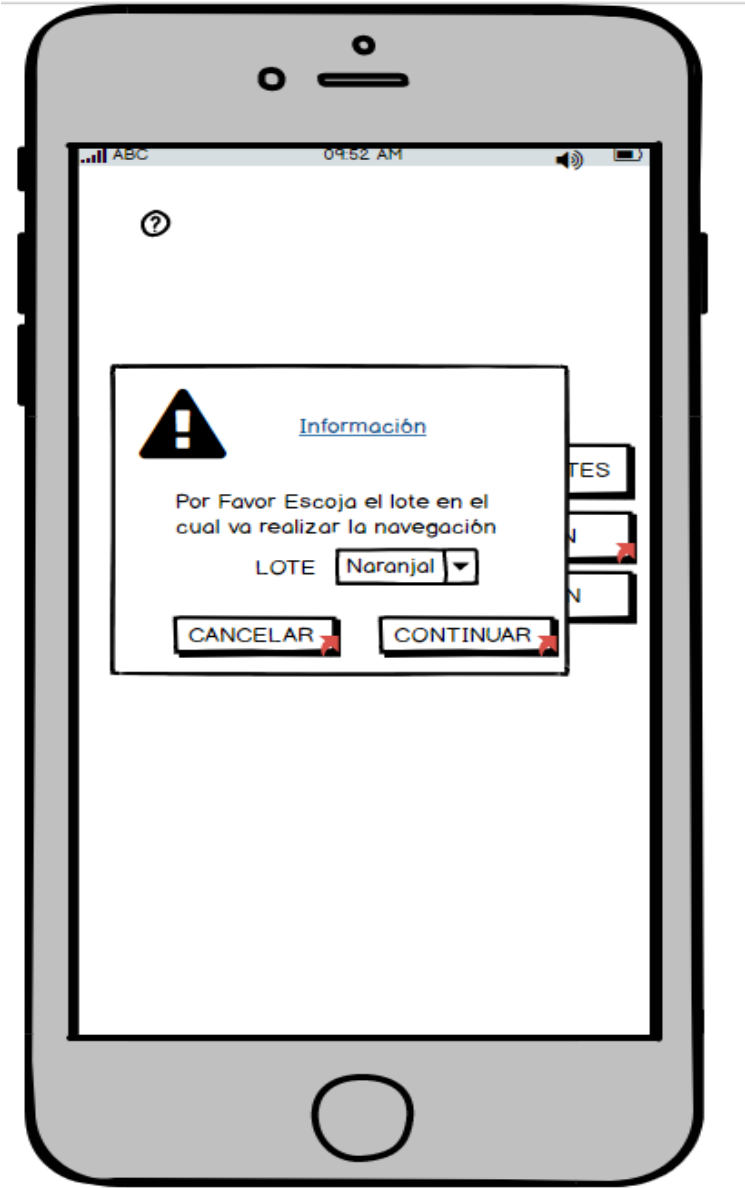 ABC 09:52 AM
?
Información
TES
Por Favor Escoja el lote en el
cual va realizar la navegación
N
LOTE Naranjal
N
CANCELAR CONTINUAR